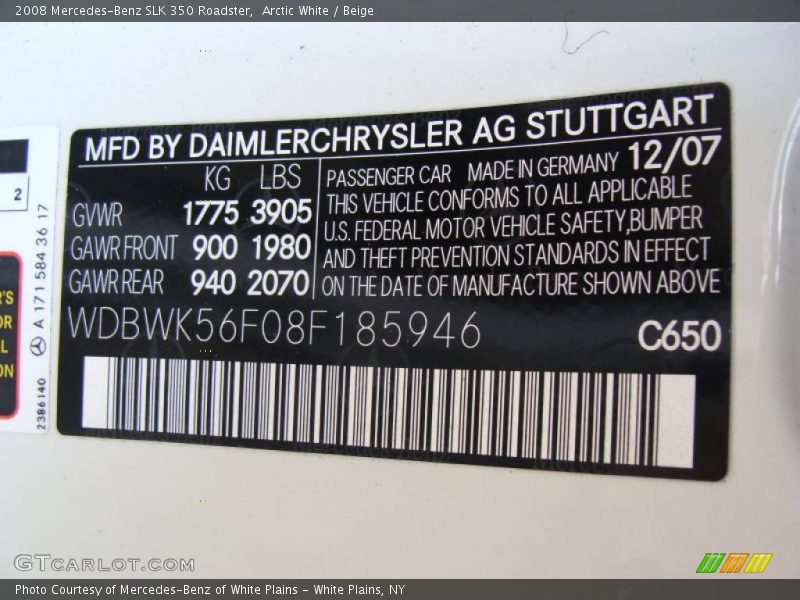 2008 Mercedes-Benz SLK 350 Roadster,  Arctic White / Beige
MFD BY DAIMLERCHRYSLER AG STUTTGART
KG LBS
GVWR 1775 3905
GAWR FRONT 900 1980
GAWR REAR 940 2070
PASSENGER CAR MADE IN GERMANY 12/07
THIS VEHICLE CONFORMS TO ALL APPLICABLE
U.S. FEDERAL MOTOR VEHICLE SAFETY,BUMPER
AND THEFT PREVENTION STANDARDS IN EFFECT
ON THE DATE OF MANUFACTURE SHOWN ABOVE
WDBWK56F08F185946 C650
2
A 171 584 36 17
2386140
R'S
OR
L
ON
GTCARLOT.COM
Photo Courtesy of Mercedes-Benz of White Plains - White Plains, NY